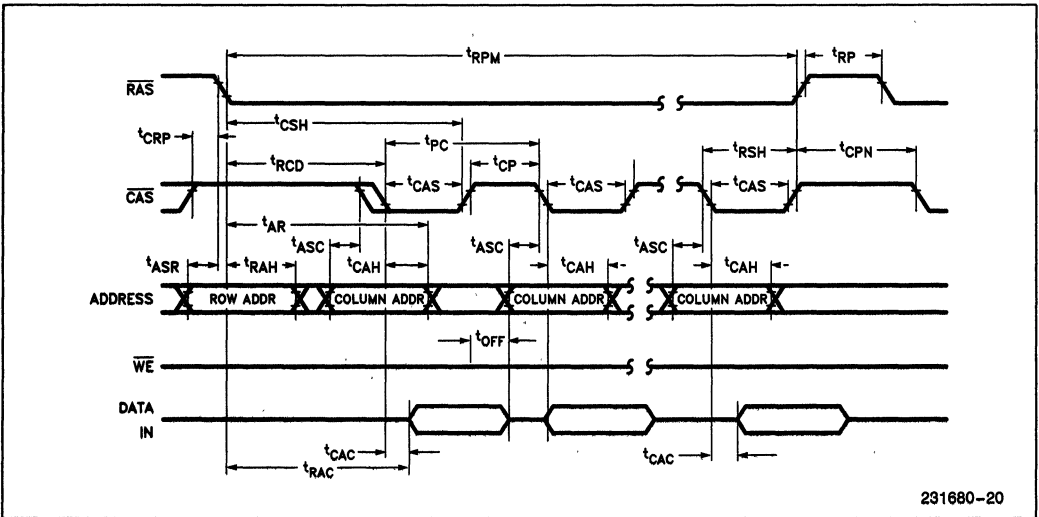 tRPM
tRP
RAS
tCSH
tCRP
tPC
tRCD
tCP
tRSH
tCPN
CAS
tCAS
tCAS
tCAS
tAR
tASC
tASC
tASC
tASR
tRAH
tCAH
tCAH
tCAH
ADDRESS
ROW ADDR
COLUMN ADDR
COLUMN ADDR
COLUMN ADDR
tOFF
WE
DATA
IN
tCAC
tCAC
tRAC
231680-20